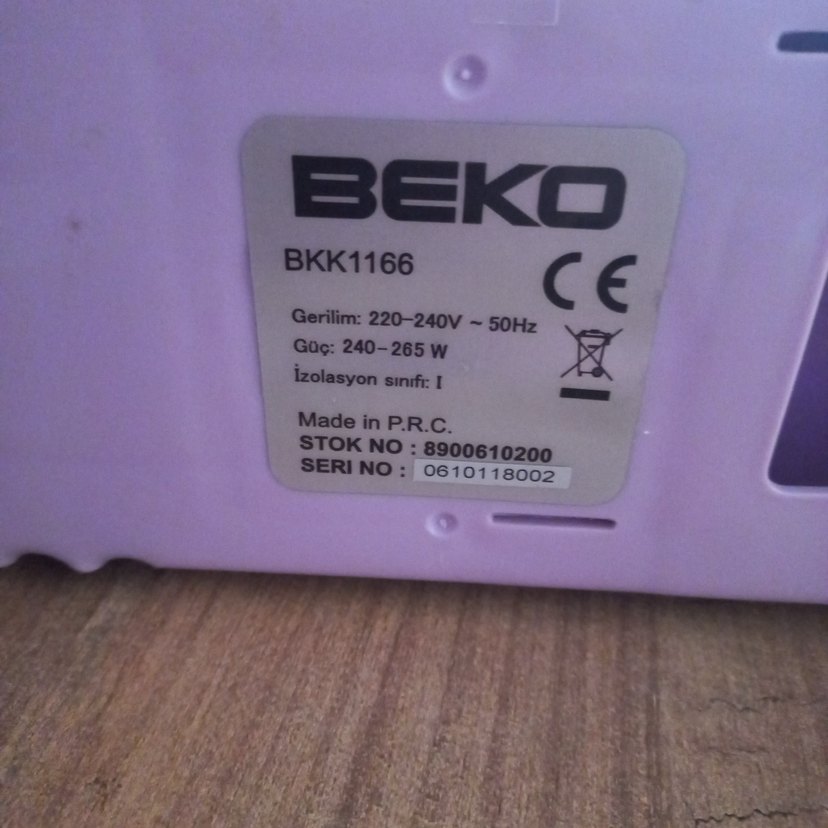 BEKO
BKK1166
CE
Gerilim: 220-240V ~ 50Hz
Güç: 240-265 W
İzolasyon sınıfı: I
Made in P.R.C.
STOK NO : 8900610200
SERI NO : 0610118002